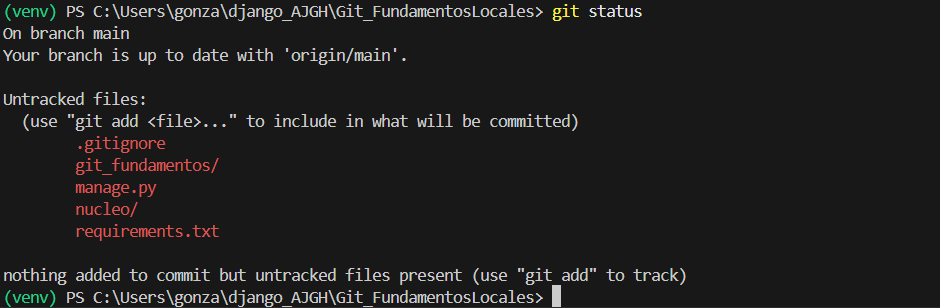 (venv) PS C:\Users\gonza\django_AJGH\Git_FundamentosLocales> git status
On branch main
Your branch is up to date with 'origin/main'.

Untracked files:
  (use "git add <file>..." to include in what will be committed)
        .gitignore
        git_fundamentos/
        manage.py
        nucleo/
        requirements.txt

nothing added to commit but untracked files present (use "git add" to track)
(venv) PS C:\Users\gonza\django_AJGH\Git_FundamentosLocales>